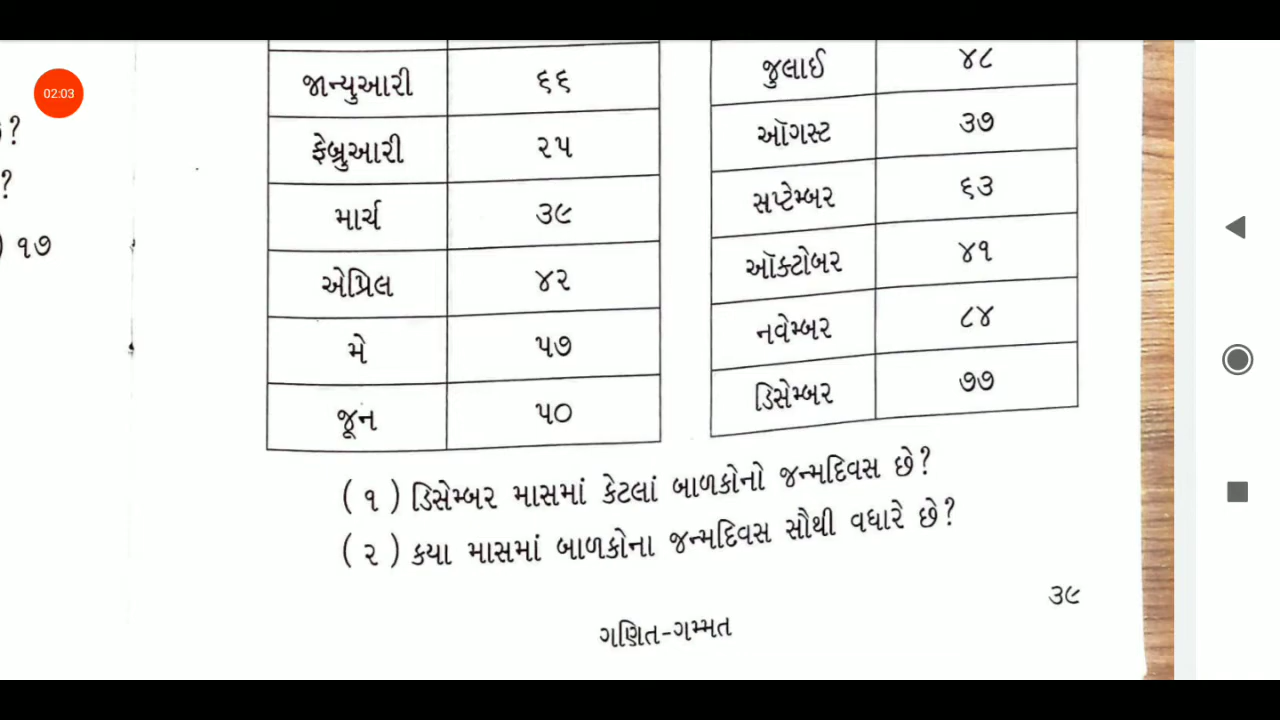 02:03
?
?
) ૧૭
જાન્યુઆરી ૬૬
ફેબ્રુઆરી ૨૫
માર્ચ ૩૯
એપ્રિલ ૪૨
મે ૫૭
જૂન ૫૦
જુલાઈ ૪૮
ઑગસ્ટ ૩૭
સપ્ટેમ્બર ૬૩
ઑક્ટોબર ૪૧
નવેમ્બર ૮૪
ડિસેમ્બર ૭૭
( ૧ ) ડિસેમ્બર માસમાં કેટલાં બાળકોનો જન્મદિવસ છે?
( ૨ ) કયા માસમાં બાળકોના જન્મદિવસ સૌથી વધારે છે?
૩૯
ગણિત-ગમ્મત